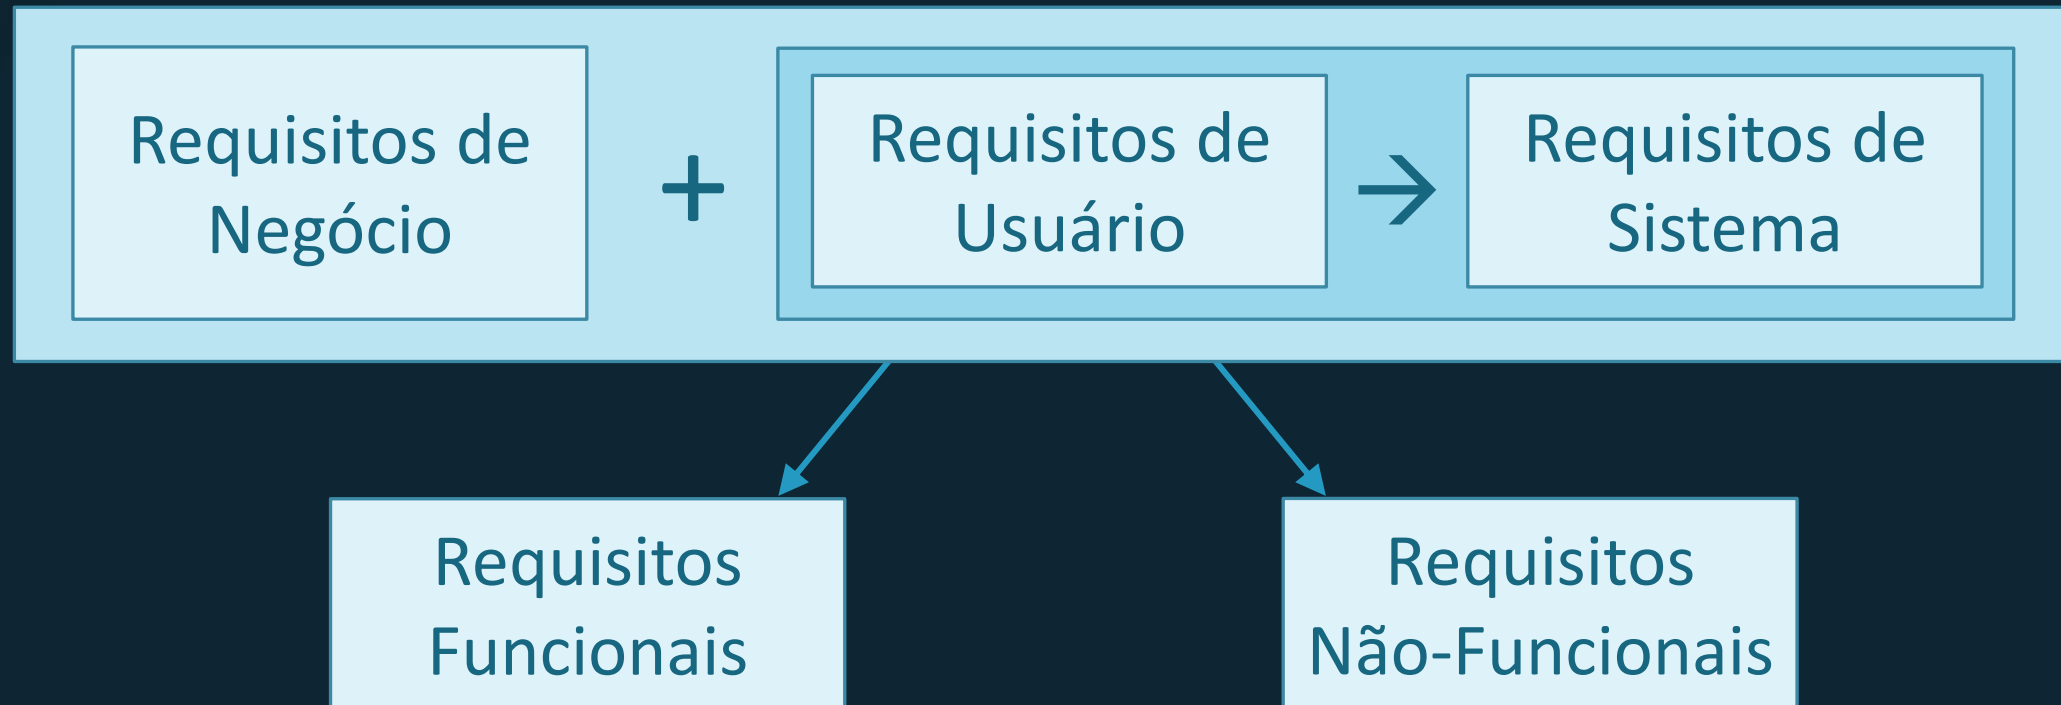 Requisitos de
Negócio
+
Requisitos de
Usuário
→
Requisitos de
Sistema
Requisitos
Funcionais
Requisitos
Não-Funcionais